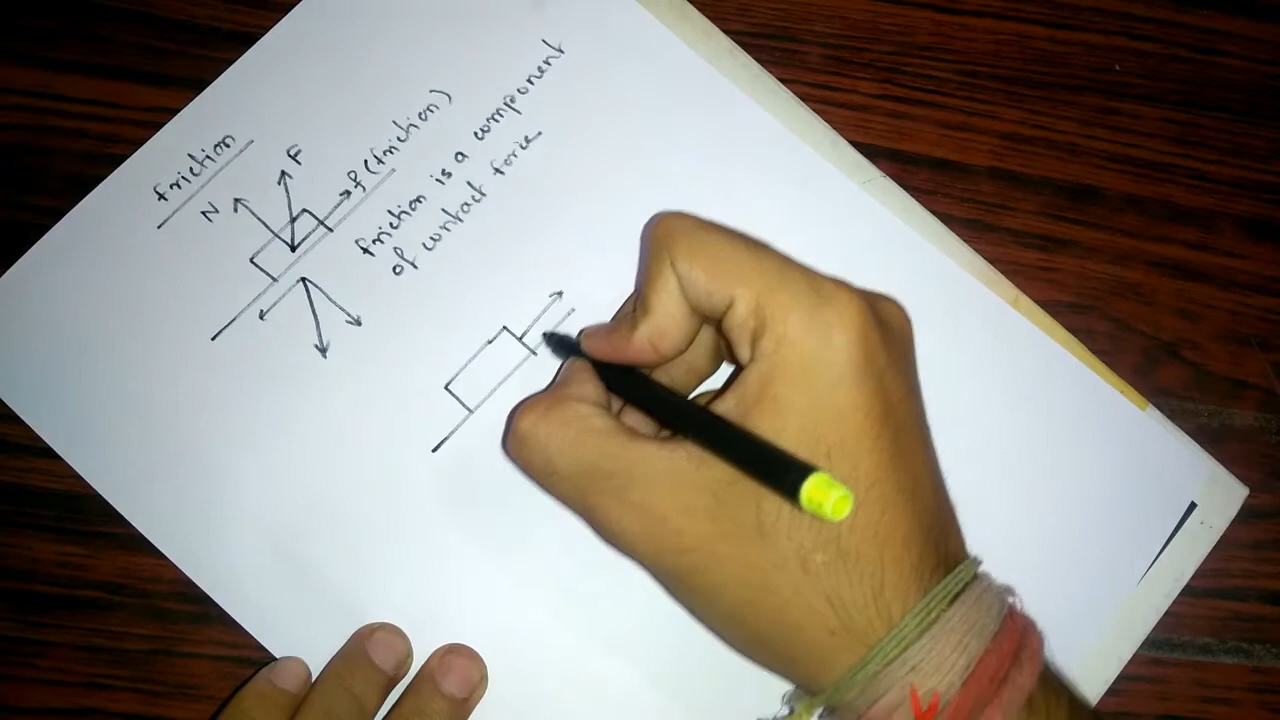 friction
N
F
f (friction)
friction is a component
of contact force